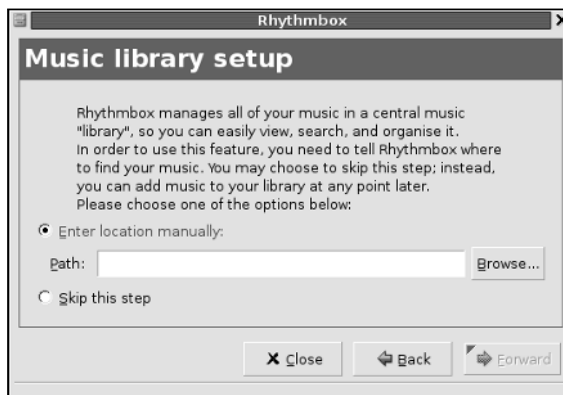 Rhythmbox
Music library setup
Rhythmbox manages all of your music in a central music
"library", so you can easily view, search, and organise it.
In order to use this feature, you need to tell Rhythmbox where
to find your music. You may choose to skip this step; instead,
you can add music to your library at any point later.
Please choose one of the options below:
Enter location manually:
Path: Browse...
Skip this step
Close Back Forward